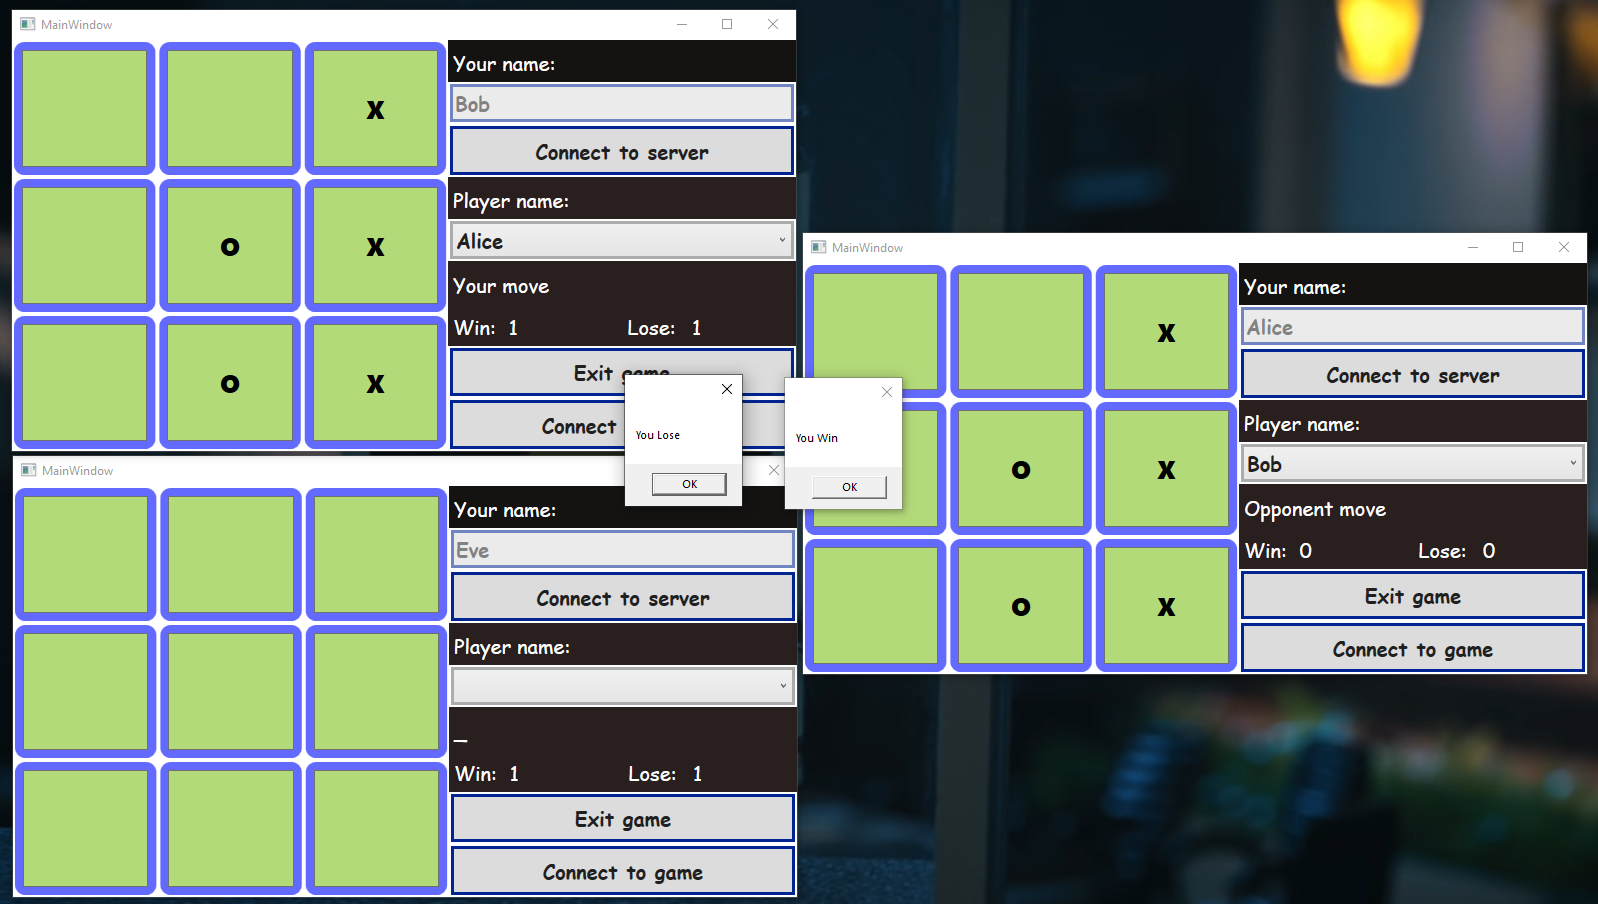 MainWindow
x
o x
o x
Your name:
Bob
Connect to server
Player name:
Alice
Your move
Win: 1 Lose: 1
Exit game
Connect
You Lose
OK
You Win
OK
MainWindow
Your name:
Eve
Connect to server
Player name:
–
Win: 1 Lose: 1
Exit game
Connect to game
MainWindow
x
o x
o x
Your name:
Alice
Connect to server
Player name:
Bob
Opponent move
Win: 0 Lose: 0
Exit game
Connect to game